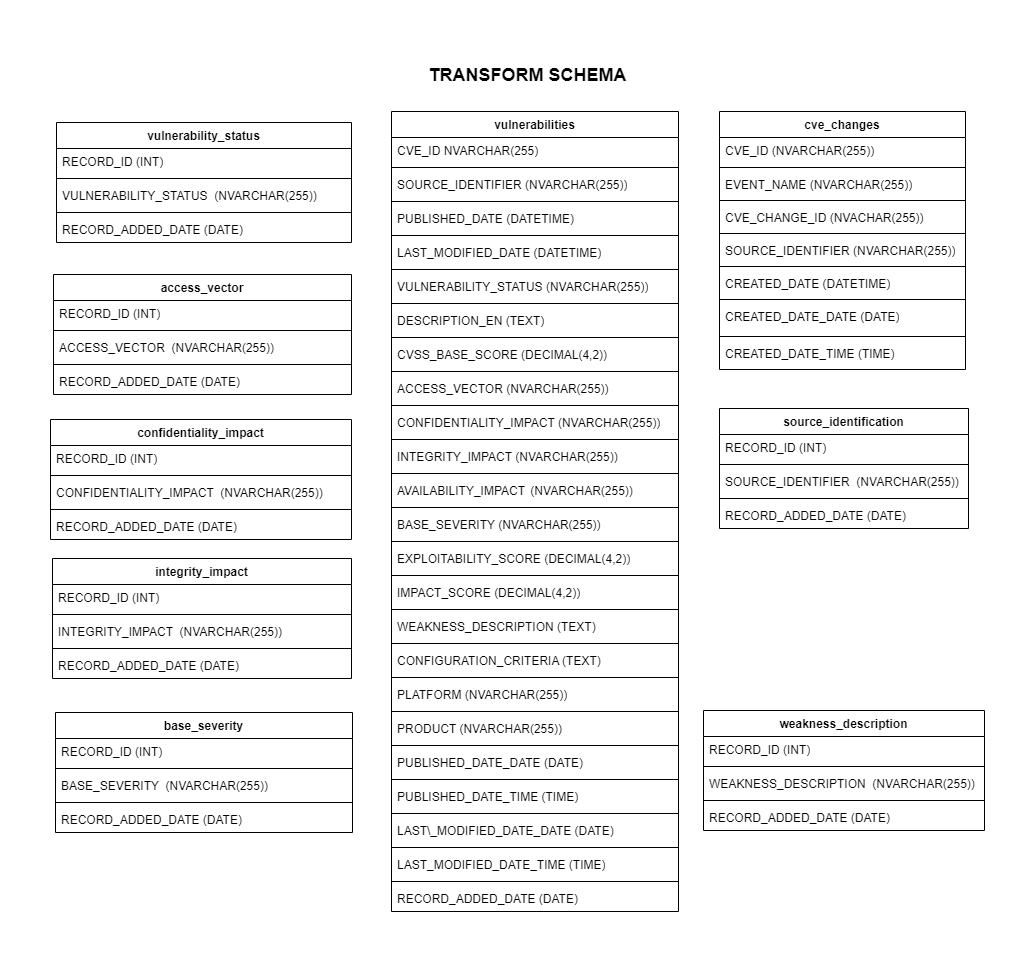 TRANSFORM SCHEMA
vulnerability_status
RECORD_ID (INT)
VULNERABILITY_STATUS  (NVARCHAR(255))
RECORD_ADDED_DATE (DATE)
access_vector
RECORD_ID (INT)
ACCESS_VECTOR  (NVARCHAR(255))
RECORD_ADDED_DATE (DATE)
confidentiality_impact
RECORD_ID (INT)
CONFIDENTIALITY_IMPACT  (NVARCHAR(255))
RECORD_ADDED_DATE (DATE)
integrity_impact
RECORD_ID (INT)
INTEGRITY_IMPACT  (NVARCHAR(255))
RECORD_ADDED_DATE (DATE)
base_severity
RECORD_ID (INT)
BASE_SEVERITY  (NVARCHAR(255))
RECORD_ADDED_DATE (DATE)
vulnerabilities
CVE_ID NVARCHAR(255)
SOURCE_IDENTIFIER (NVARCHAR(255))
PUBLISHED_DATE (DATETIME)
LAST_MODIFIED_DATE (DATETIME)
VULNERABILITY_STATUS (NVARCHAR(255))
DESCRIPTION_EN (TEXT)
CVSS_BASE_SCORE (DECIMAL(4,2))
ACCESS_VECTOR (NVARCHAR(255))
CONFIDENTIALITY_IMPACT (NVARCHAR(255))
INTEGRITY_IMPACT (NVARCHAR(255))
AVAILABILITY_IMPACT  (NVARCHAR(255))
BASE_SEVERITY (NVARCHAR(255))
EXPLOITABILITY_SCORE (DECIMAL(4,2))
IMPACT_SCORE (DECIMAL(4,2))
WEAKNESS_DESCRIPTION (TEXT)
CONFIGURATION_CRITERIA (TEXT)
PLATFORM (NVARCHAR(255))
PRODUCT (NVARCHAR(255))
PUBLISHED_DATE_DATE (DATE)
PUBLISHED_DATE_TIME (TIME)
LAST\_MODIFIED_DATE_DATE (DATE)
LAST_MODIFIED_DATE_TIME (TIME)
RECORD_ADDED_DATE (DATE)
cve_changes
CVE_ID (NVARCHAR(255))
EVENT_NAME (NVARCHAR(255))
CVE_CHANGE_ID (NVACHAR(255))
SOURCE_IDENTIFIER (NVARCHAR(255))
CREATED_DATE (DATETIME)
CREATED_DATE_DATE (DATE)
CREATED_DATE_TIME (TIME)
source_identification
RECORD_ID (INT)
SOURCE_IDENTIFIER  (NVARCHAR(255))
RECORD_ADDED_DATE (DATE)
weakness_description
RECORD_ID (INT)
WEAKNESS_DESCRIPTION  (NVARCHAR(255))
RECORD_ADDED_DATE (DATE)